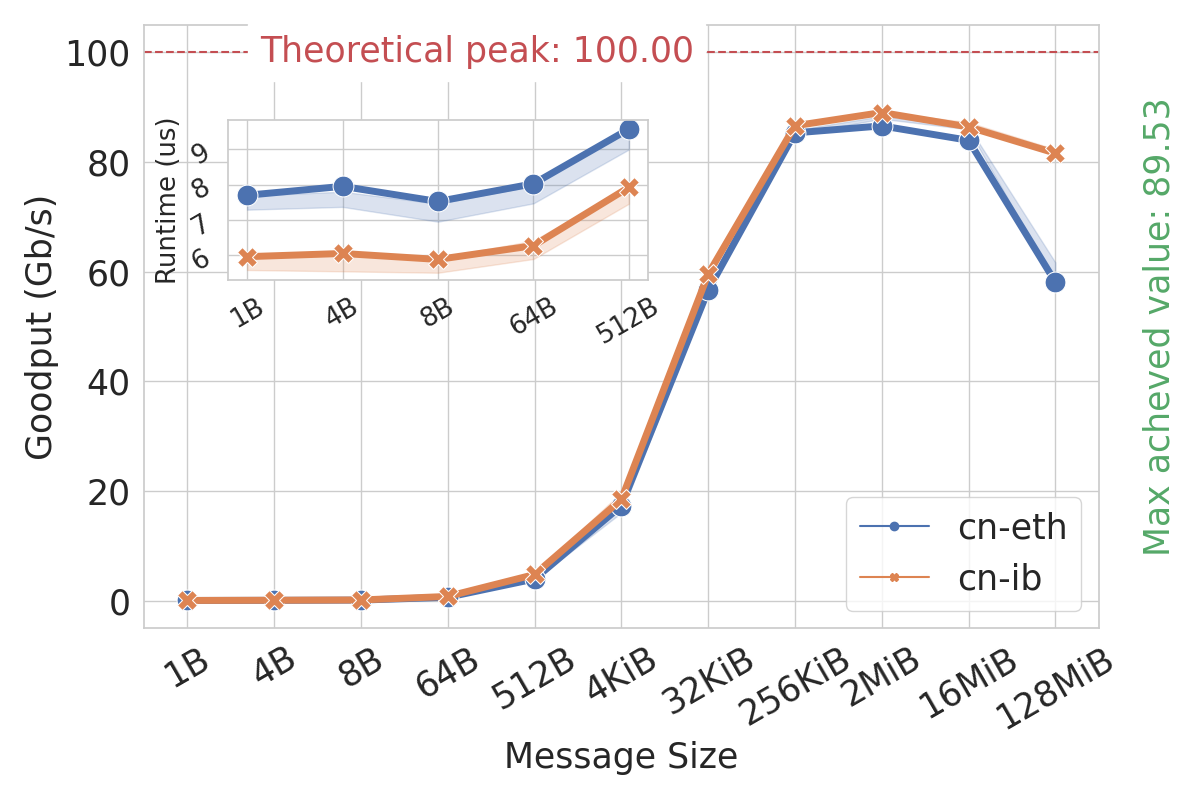 Theoretical peak: 100.00
Goodput (Gb/s)
100
80
60
40
20
0
Runtime (us)
9
8
7
6
1B
4B
8B
64B
512B
cn-eth
cn-ib
1B
4B
8B
64B
512B
4KiB
32KiB
256KiB
2MiB
16MiB
128MiB
Message Size
Max acheved value: 89.53